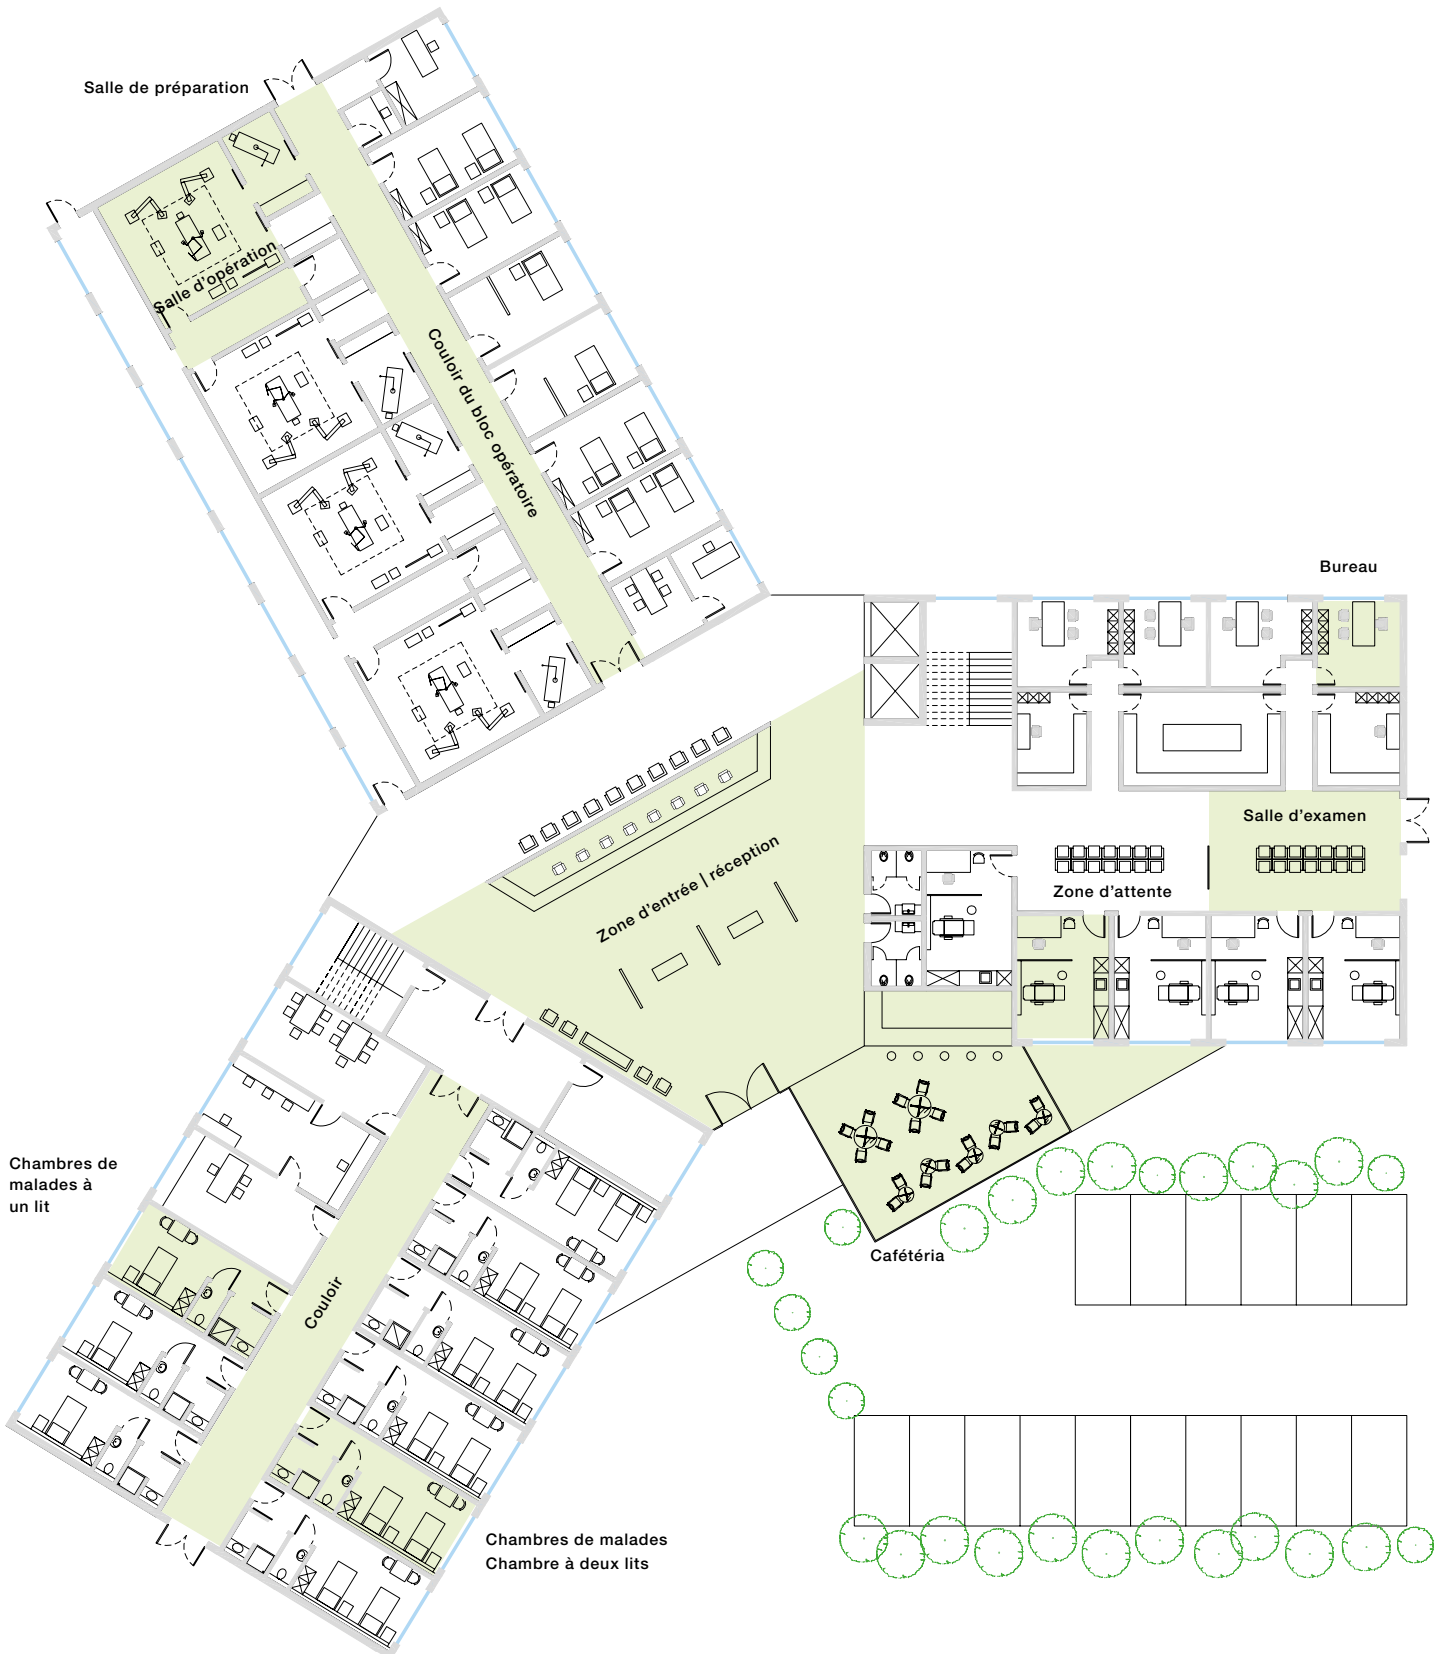 Salle de préparation
Salle d'opération
Couloir du bloc opératoire
Bureau
Salle d'examen
Zone d'attente
Zone d'entrée | réception
Chambres de
malades à
un lit
Cafétéria
Couloir
Chambres de malades
Chambre à deux lits